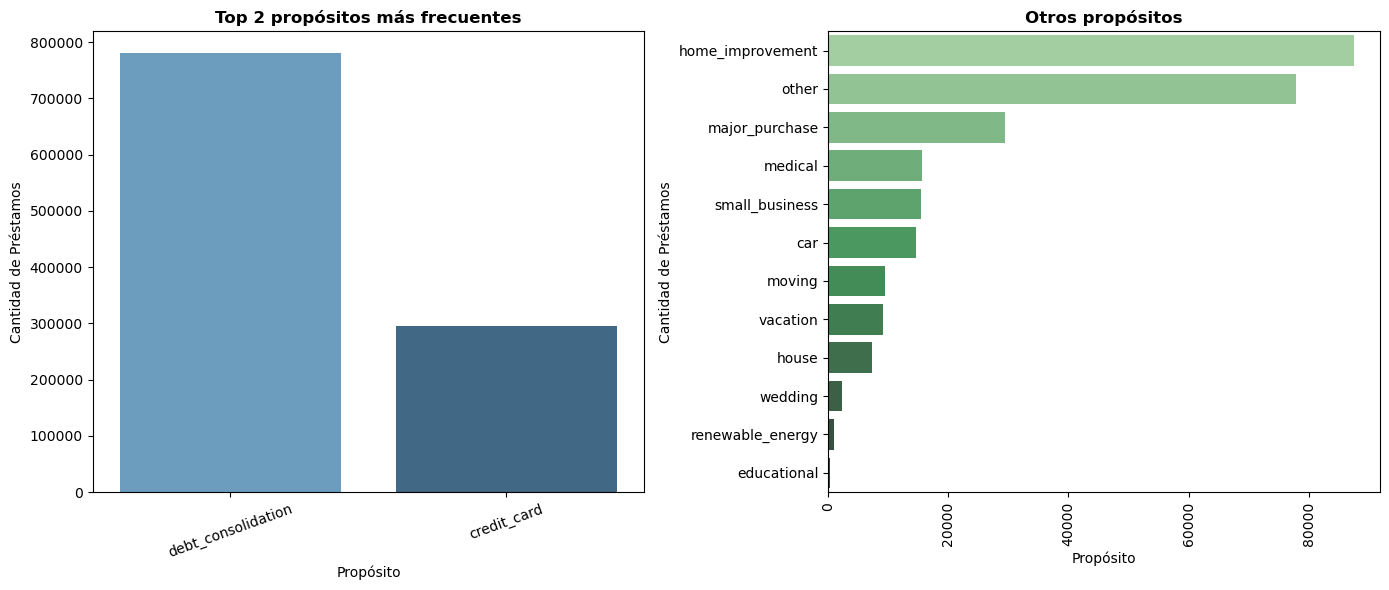 Top 2 propósitos más frecuentes
Cantidad de Préstamos
800000
700000
600000
500000
400000
300000
200000
100000
0
debt_consolidation
credit_card
Propósito
Otros propósitos
Cantidad de Préstamos
home_improvement
other
major_purchase
medical
small_business
car
moving
vacation
house
wedding
renewable_energy
educational
0
20000
40000
60000
80000
Propósito